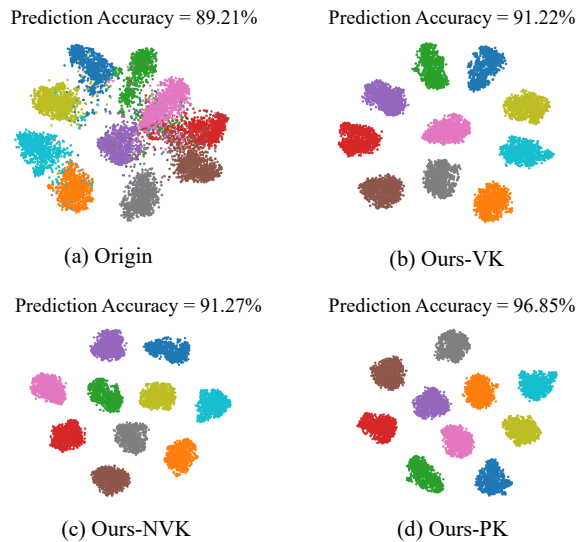 Prediction Accuracy = 89.21%
Prediction Accuracy = 91.22%
(a) Origin
(b) Ours-VK
Prediction Accuracy = 91.27%
Prediction Accuracy = 96.85%
(c) Ours-NVK
(d) Ours-PK